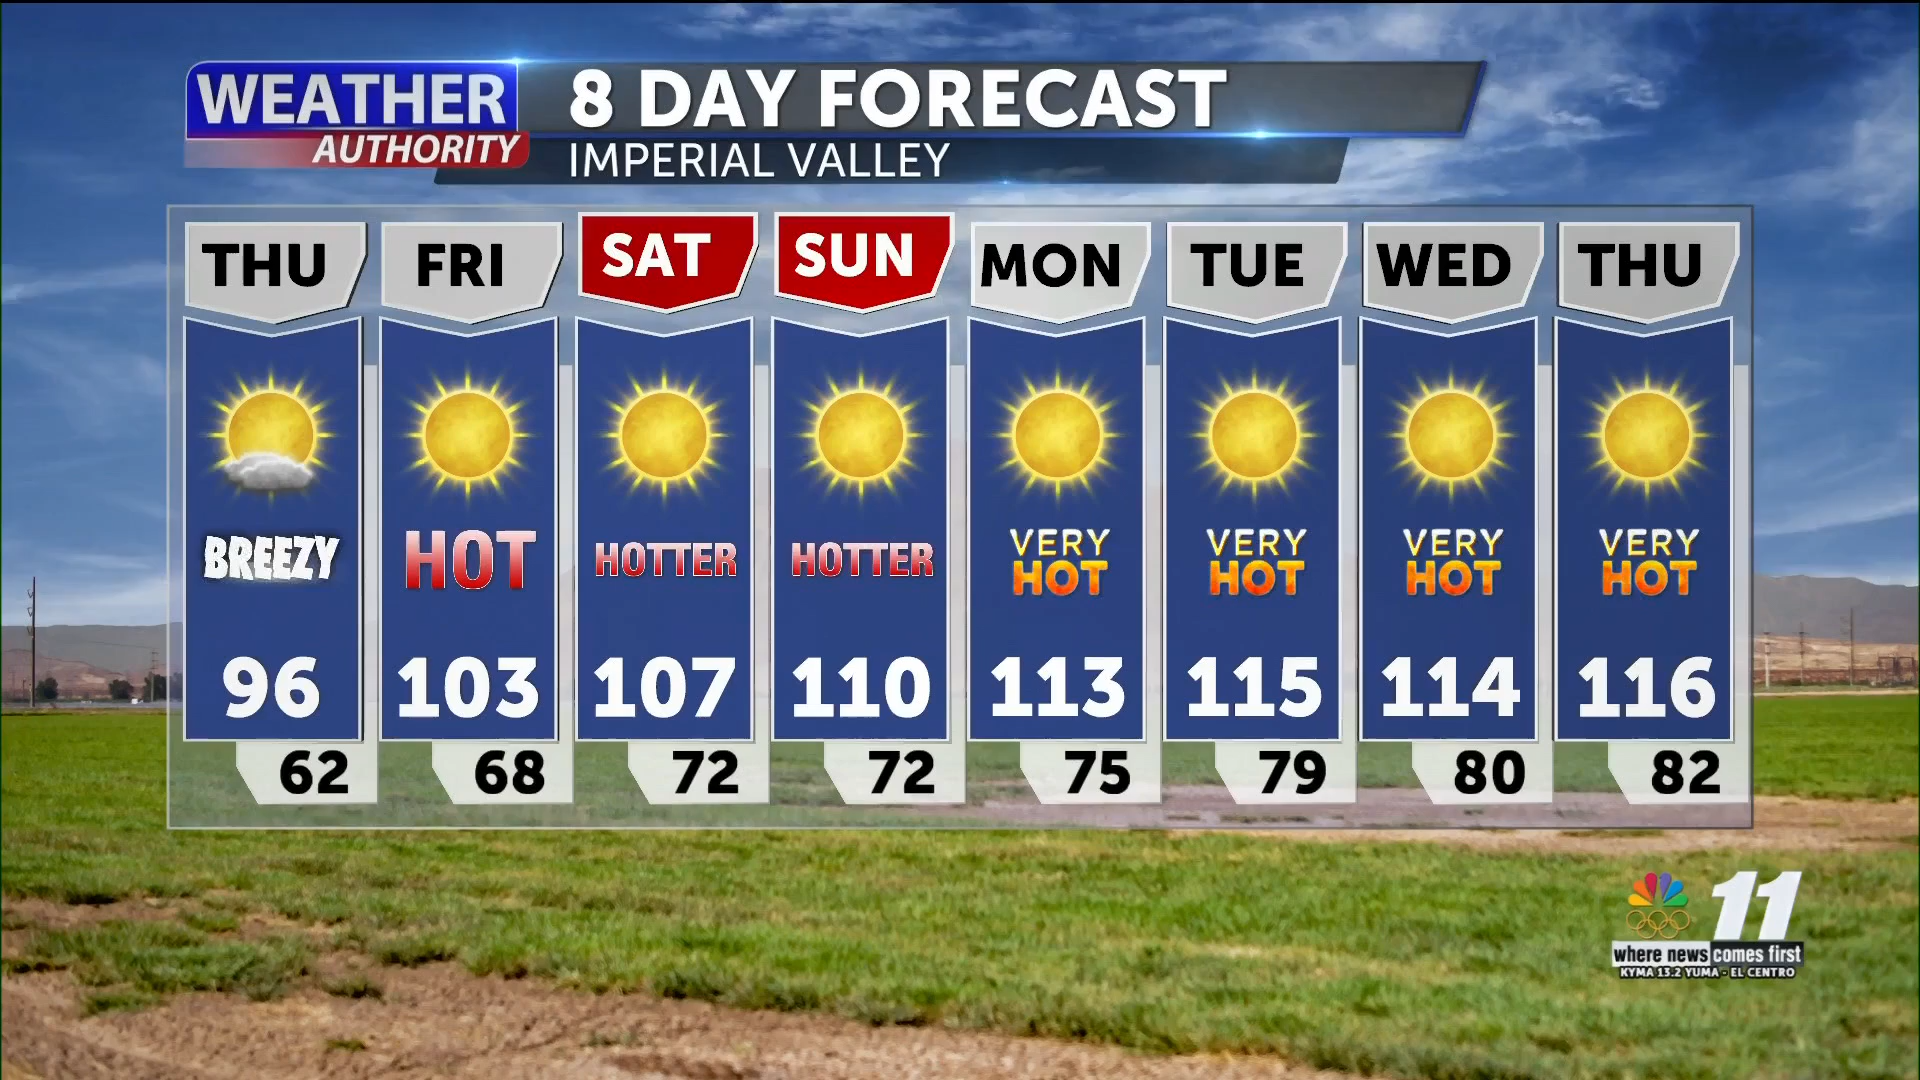 WEATHER
AUTHORITY
8 DAY FORECAST
IMPERIAL VALLEY
THU FRI SAT SUN MON TUE WED THU
BREEZY HOT HOTTER HOTTER VERY HOT VERY HOT VERY HOT VERY HOT
96 103 107 110 113 115 114 116
62 68 72 72 75 79 80 82
11
where news comes first
KYMA 13.2 YUMA - EL CENTRO